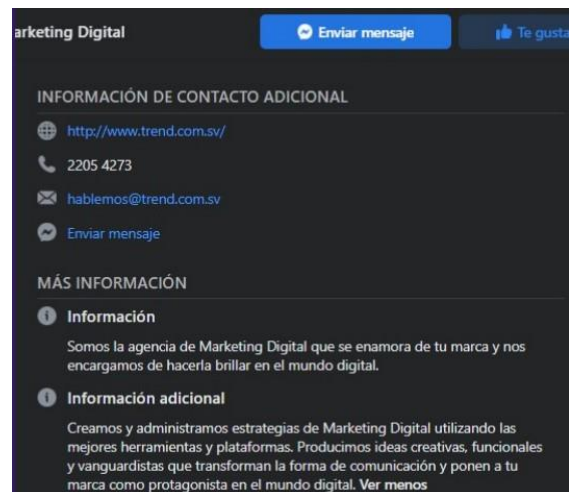 arketing Digital
Enviar mensaje
Te gusta
INFORMACIÓN DE CONTACTO ADICIONAL
http://www.trend.com.sv/
2205 4273
hablemos@trend.com.sv
Enviar mensaje
MÁS INFORMACIÓN
Información
Somos la agencia de Marketing Digital que se enamora de tu marca y nos
encargamos de hacerla brillar en el mundo digital.
Información adicional
Creamos y administramos estrategias de Marketing Digital utilizando las
mejores herramientas y plataformas. Producimos ideas creativas, funcionales
y vanguardistas que transforman la forma de comunicación y ponen a tu
marca como protagonista en el mundo digital. Ver menos